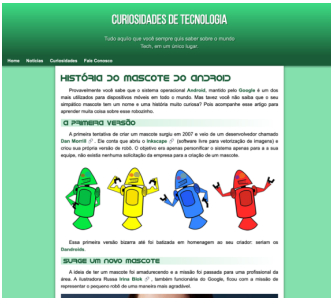 CURIOSIDADES DE TECNOLOGIA
Tudo aquilo que você sempre quis saber sobre o mundo
Tech, em um único lugar.
Home Notícias Curiosidades Fale Conosco
HISTÓRIA DO MASCOTE DO ANDROID
Provavelmente você sabe que o sistema operacional Android, mantido pelo Google é um dos
mais utilizados para dispositivos móveis em todo o mundo. Mas tavez você não saiba que o seu
simpático mascote tem um nome e uma história muito curiosa? Pois acompanhe esse artigo para
aprender muita coisa sobre esse robozinho.
A PRIMEIRA VERSÃO
A primeira tentativa de criar um mascote surgiu em 2007 e veio de um desenvolvedor chamado
Dan Morrill , Ele conta que abriu o Inkscape (software livre para vetorização de imagens) e
criou sua própria versão de robô. O objetivo era apenas personificar o sistema apenas para a sua
equipe, não existia nenhuma solicitação da empresa para a criação de um mascote.
Essa primeira versão bizarra até foi batizada em homenagem ao seu criador: seriam os
Dandroids.
SURGE UM NOVO MASCOTE
A ideia de ter um mascote foi amadurecendo e a missão foi passada para uma profissional da
área. A ilustradora Russa Irina Blok , também funcionária do Google, ficou com a missão de
representar o pequeno robô de uma maneira mais agradável.